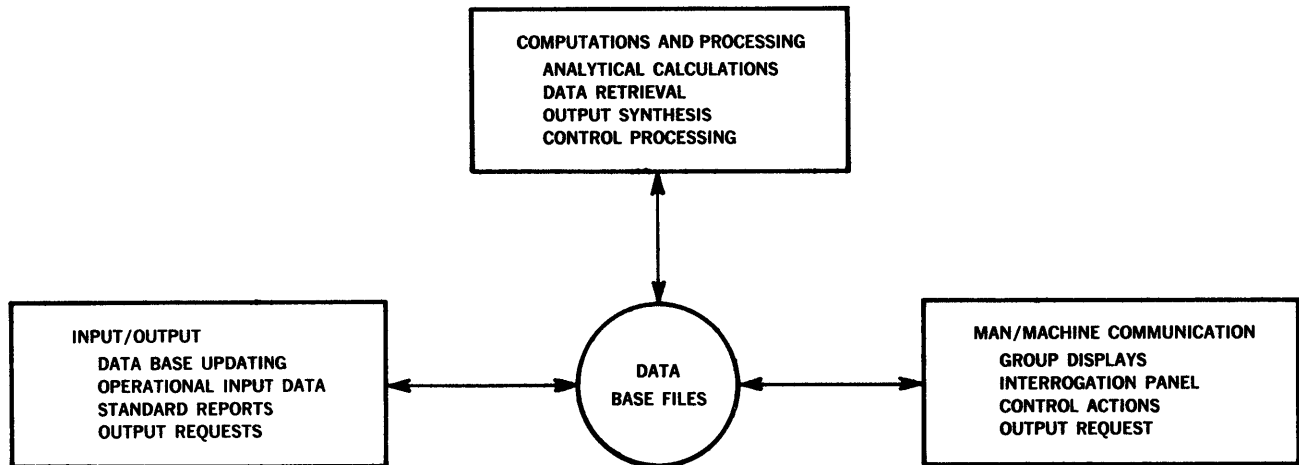 COMPUTATIONS AND PROCESSING
ANALYTICAL CALCULATIONS
DATA RETRIEVAL
OUTPUT SYNTHESIS
CONTROL PROCESSING
INPUT/OUTPUT
DATA BASE UPDATING
OPERATIONAL INPUT DATA
STANDARD REPORTS
OUTPUT REQUESTS
DATA
BASE FILES
MAN/MACHINE COMMUNICATION
GROUP DISPLAYS
INTERROGATION PANEL
CONTROL ACTIONS
OUTPUT REQUEST